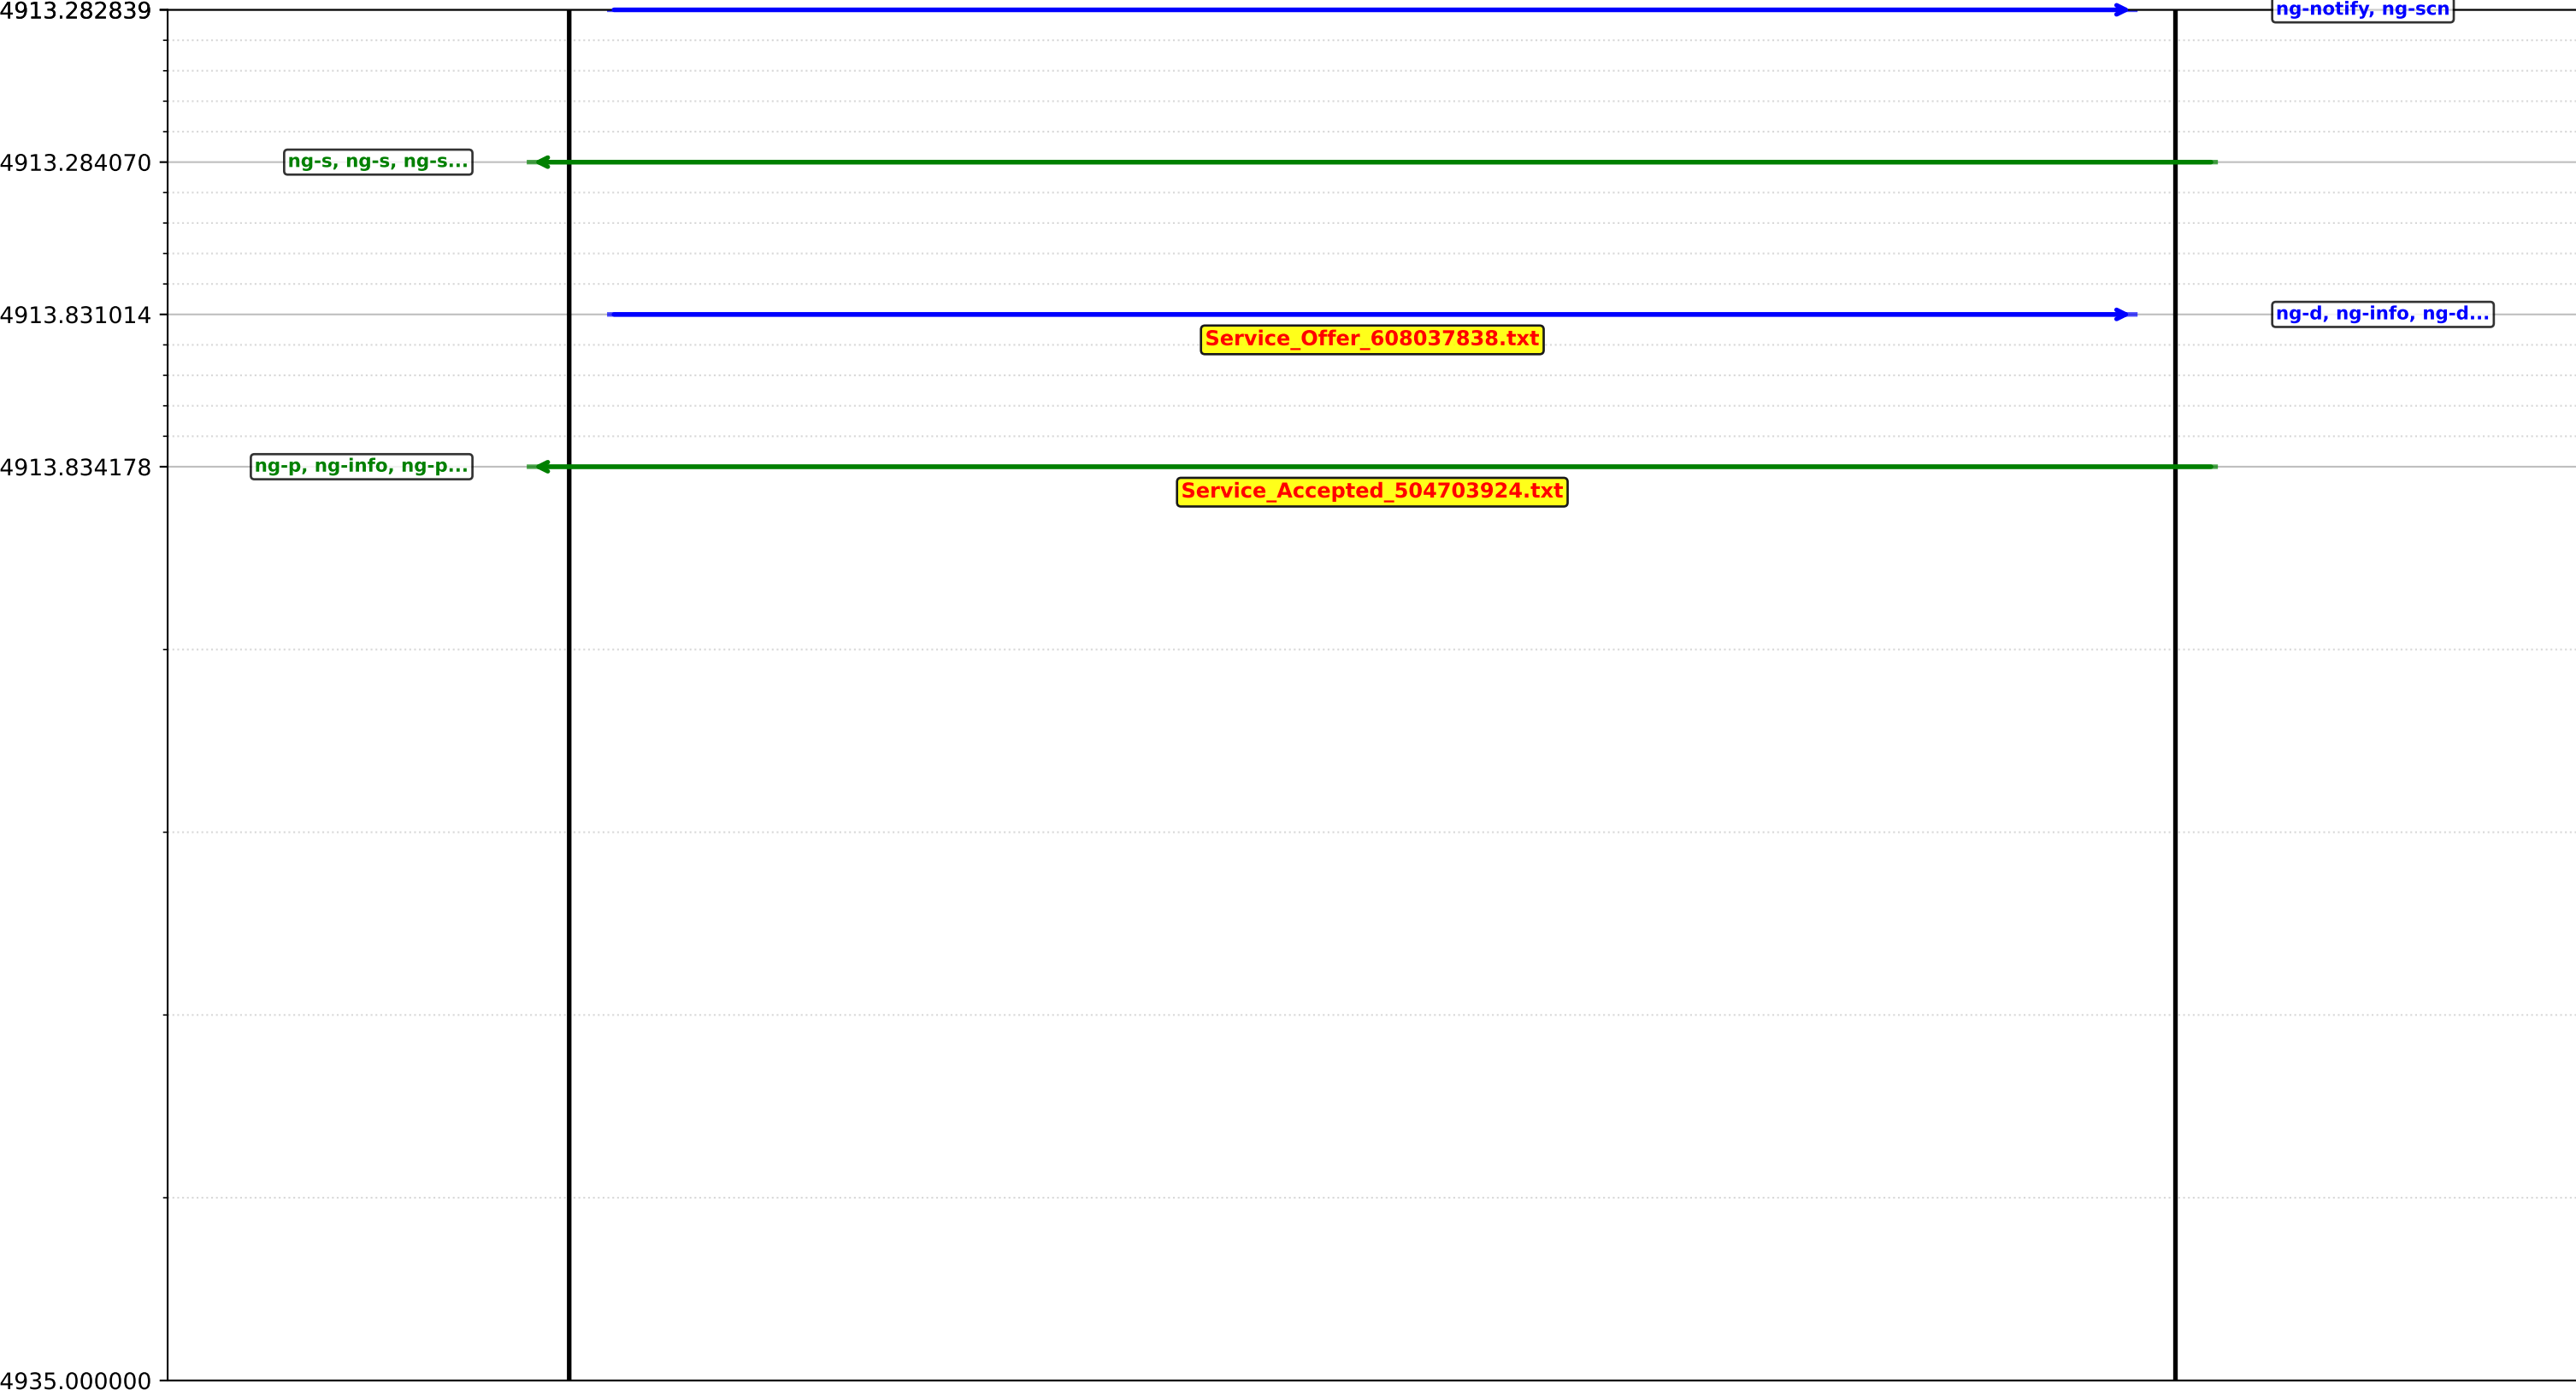 4913.282839
ng-notify, ng-scn
4913.284070
ng-s, ng-s, ng-s...
4913.831014
ng-d, ng-info, ng-d...
Service_Offer_608037838.txt
4913.834178
ng-p, ng-info, ng-p...
Service_Accepted_504703924.txt
4935.000000